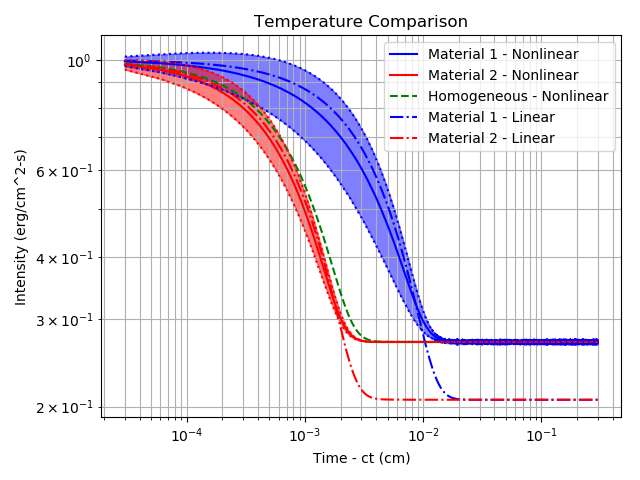 Temperature Comparison
Intensity (erg/cm^2-s)
10⁰
6 × 10⁻¹
4 × 10⁻¹
3 × 10⁻¹
2 × 10⁻¹
Material 1 - Nonlinear
Material 2 - Nonlinear
Homogeneous - Nonlinear
Material 1 - Linear
Material 2 - Linear
10⁻⁴ 10⁻³ 10⁻² 10⁻¹
Time - ct (cm)